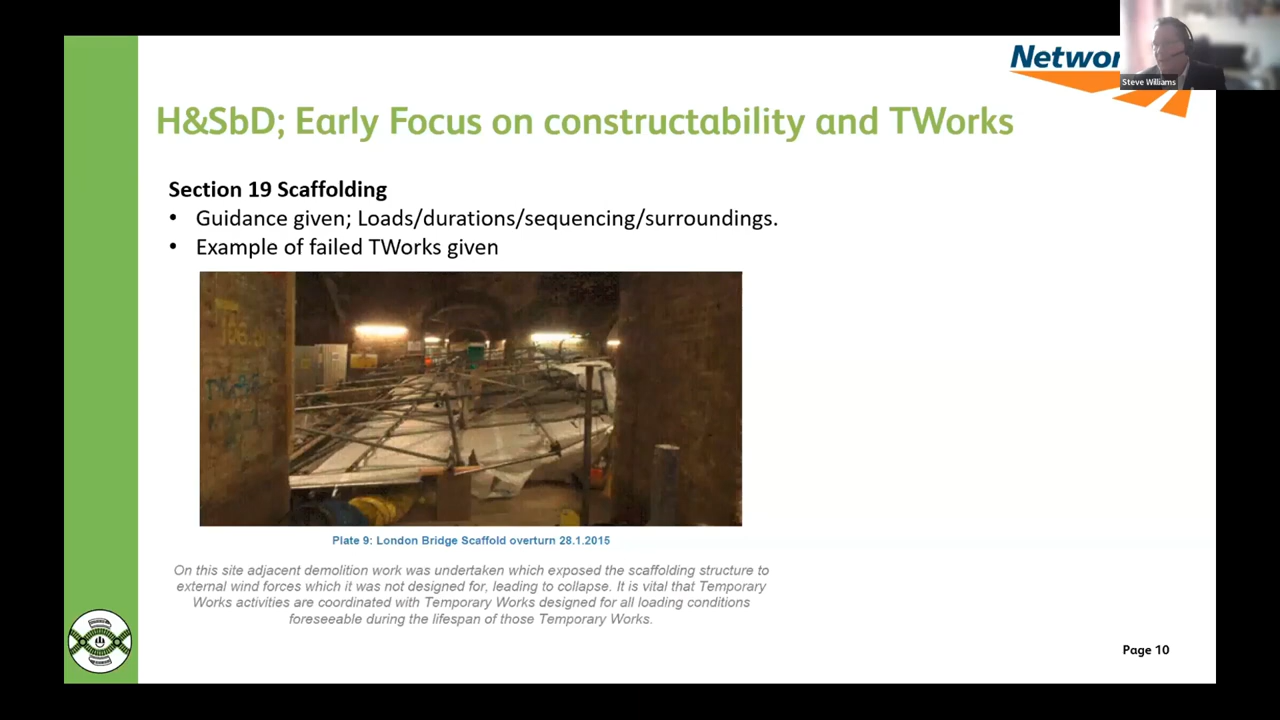 Networ
Steve Williams
H&SbD; Early Focus on constructability and TWorks
Section 19 Scaffolding
• Guidance given; Loads/durations/sequencing/surroundings.
• Example of failed TWorks given
Plate 9: London Bridge Scaffold overturn 28.1.2015
On this site adjacent demolition work was undertaken which exposed the scaffolding structure to
external wind forces which it was not designed for, leading to collapse. It is vital that Temporary
Works activities are coordinated with Temporary Works designed for all loading conditions
foreseeable during the lifespan of those Temporary Works.
Page 10